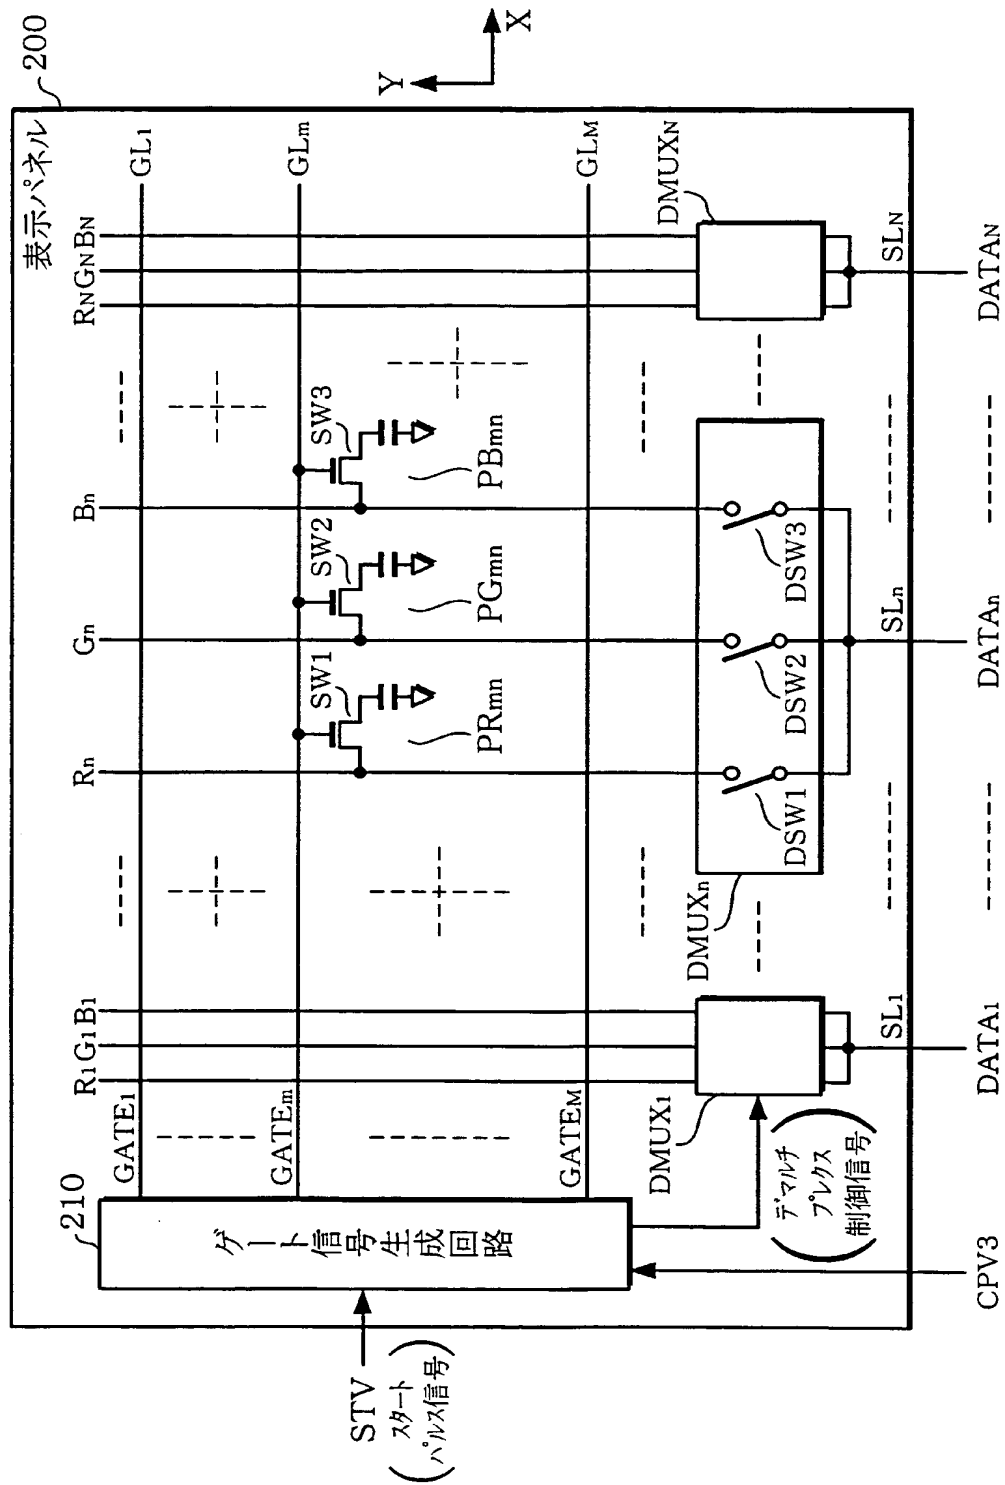 200
表示パネル
Y
X
R1 G1 B1
Rn
Gn
Bn
RN GN BN
210
ゲート信号生成回路
GATE1
GL1
GATEm
GLm
GATEM
GLM
SW1
SW2
SW3
PRmn
PGmn
PBmn
STV
(スタート
パルス信号)
DMUX1
DMUXn
DMUXN
DSW1
DSW2
DSW3
(デマルチ
プレクス
制御信号)
SL1
SLn
SLN
CPV3
DATA1
DATAn
DATAN